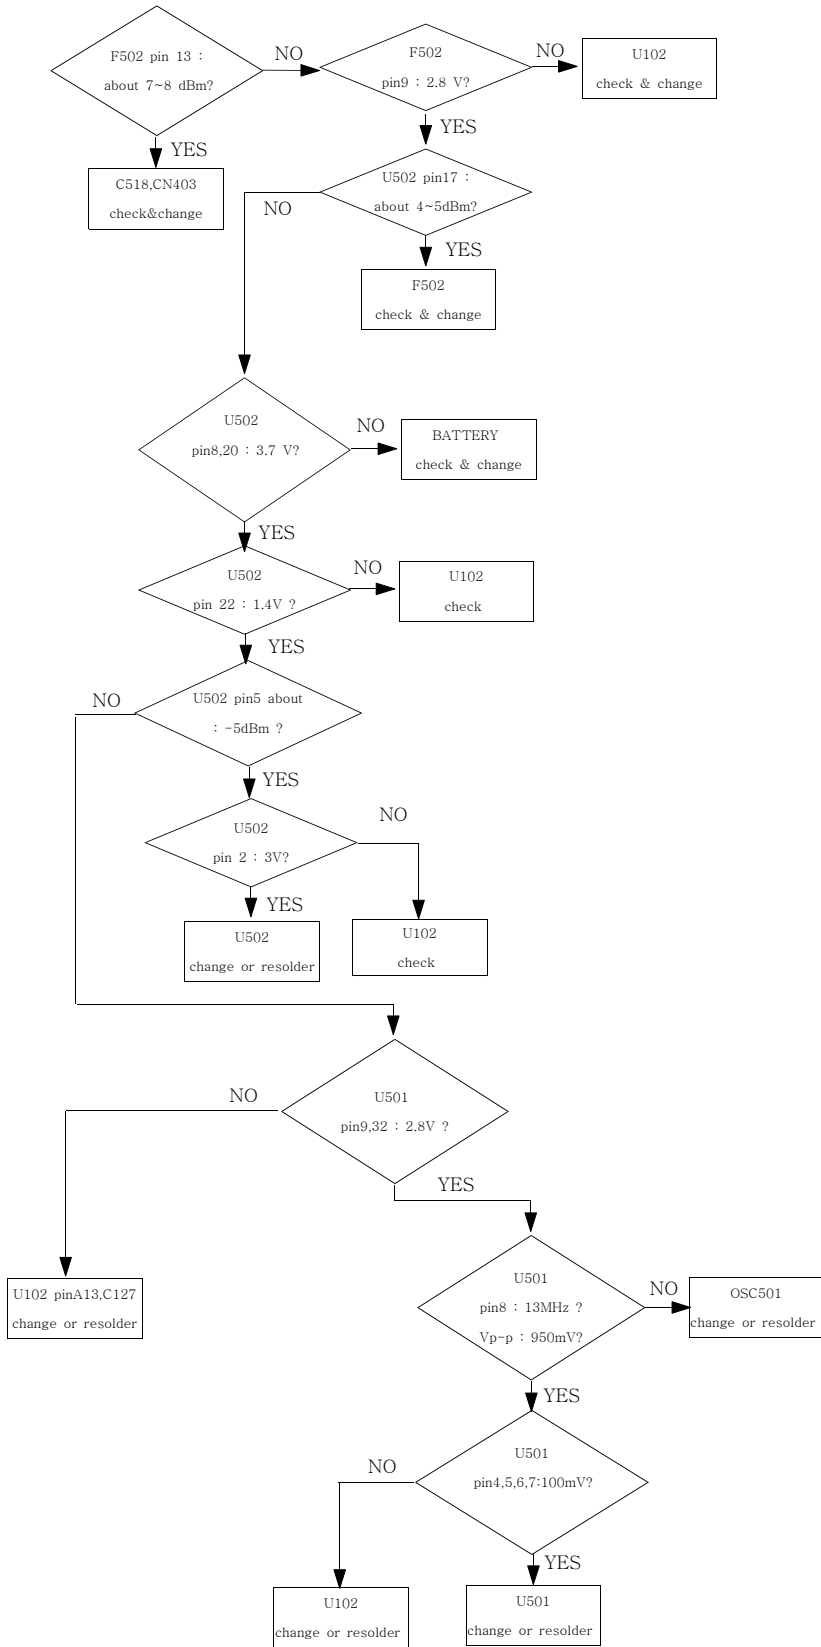 F502 pin 13 :
about 7~8 dBm?
NO
F502
pin9 : 2.8 V?
NO
U102
check & change
YES
YES
C518,CN403
check&change
U502 pin17 :
about 4~5dBm?
NO
YES
F502
check & change
U502
pin8,20 : 3.7 V?
NO
BATTERY
check & change
YES
U502
pin 22 : 1.4V ?
NO
U102
check
YES
U502 pin5 about
: -5dBm ?
NO
YES
U502
pin 2 : 3V?
NO
YES
U502
change or resolder
U102
check
U501
pin9,32 : 2.8V ?
NO
YES
U102 pinA13,C127
change or resolder
U501
pin8 : 13MHz ?
Vp-p : 950mV?
NO
OSC501
change or resolder
YES
U501
pin4,5,6,7:100mV?
NO
YES
U102
change or resolder
U501
change or resolder